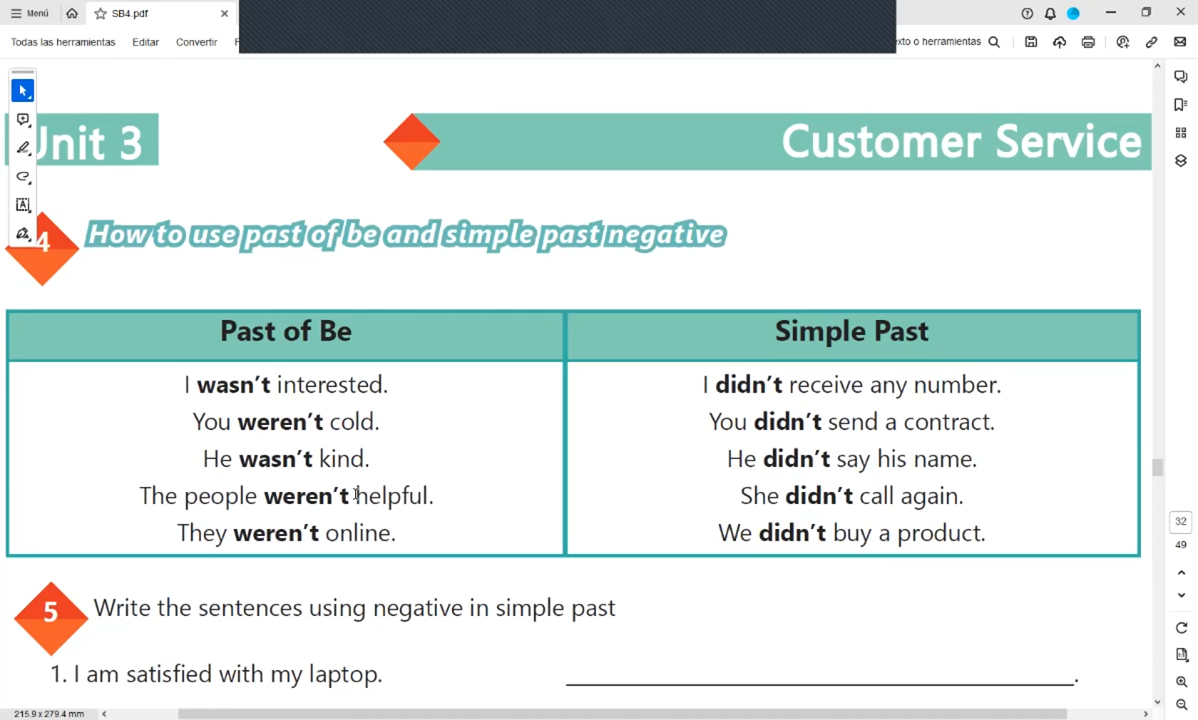 Menú
SB4.pdf
Todas las herramientas
Editar
Convertir
exto o herramientas
Unit 3
Customer Service
4
How to use past of be and simple past negative
Past of Be
Simple Past
I wasn't interested.
You weren't cold.
He wasn't kind.
The people weren't helpful.
They weren't online.
I didn't receive any number.
You didn't send a contract.
He didn't say his name.
She didn't call again.
We didn't buy a product.
5
Write the sentences using negative in simple past
1. I am satisfied with my laptop. ______________________.
32
49
215.9 x 279.4 mm